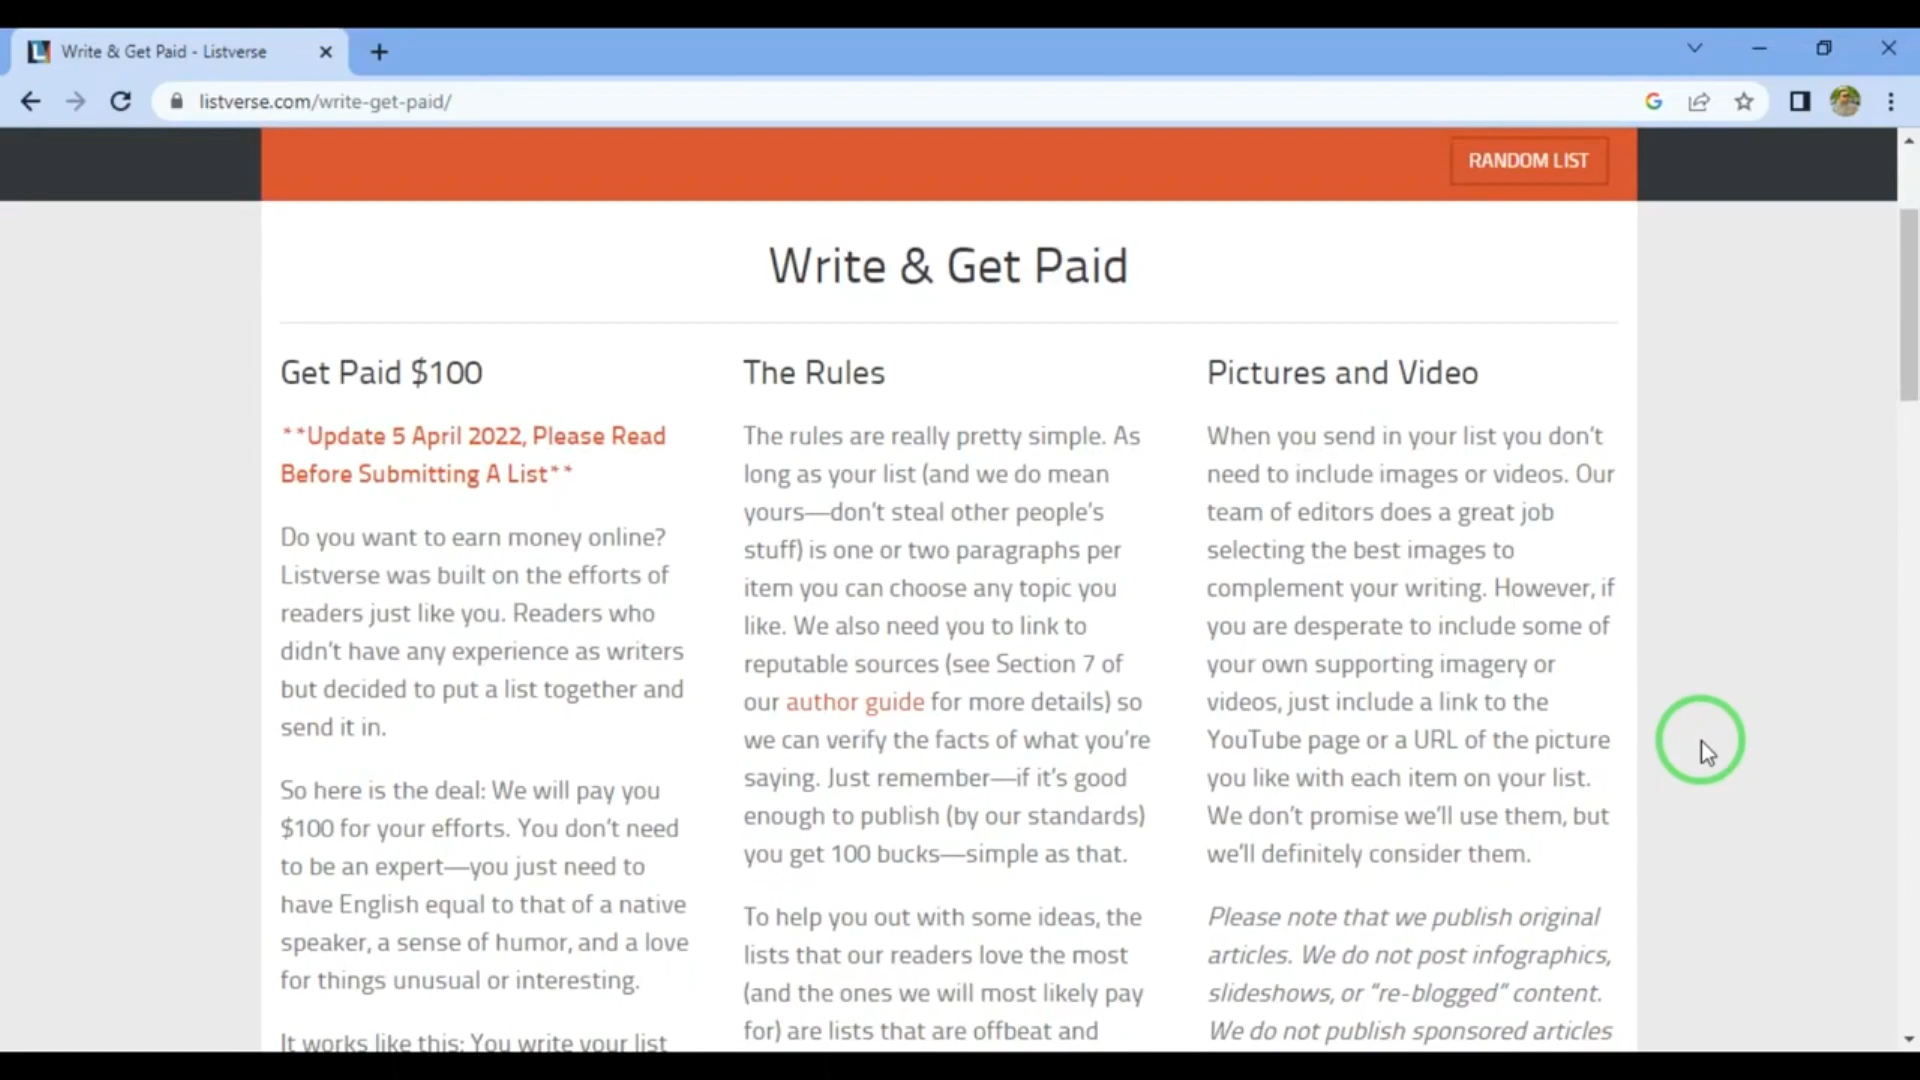 Write & Get Paid - Listverse
listverse.com/write-get-paid/
RANDOM LIST
Write & Get Paid
Get Paid $100
**Update 5 April 2022, Please Read
Before Submitting A List**
Do you want to earn money online?
Listverse was built on the efforts of
readers just like you. Readers who
didn't have any experience as writers
but decided to put a list together and
send it in.
So here is the deal: We will pay you
$100 for your efforts. You don't need
to be an expert—you just need to
have English equal to that of a native
speaker, a sense of humor, and a love
for things unusual or interesting.
It works like this: You write your list
The Rules
The rules are really pretty simple. As
long as your list (and we do mean
yours—don't steal other people's
stuff) is one or two paragraphs per
item you can choose any topic you
like. We also need you to link to
reputable sources (see Section 7 of
our author guide for more details) so
we can verify the facts of what you're
saying. Just remember—if it's good
enough to publish (by our standards)
you get 100 bucks—simple as that.
To help you out with some ideas, the
lists that our readers love the most
(and the ones we will most likely pay
for) are lists that are offbeat and
Pictures and Video
When you send in your list you don't
need to include images or videos. Our
team of editors does a great job
selecting the best images to
complement your writing. However, if
you are desperate to include some of
your own supporting imagery or
videos, just include a link to the
YouTube page or a URL of the picture
you like with each item on your list.
We don't promise we'll use them, but
we'll definitely consider them.
Please note that we publish original
articles. We do not post infographics,
slideshows, or “re-blogged” content.
We do not publish sponsored articles